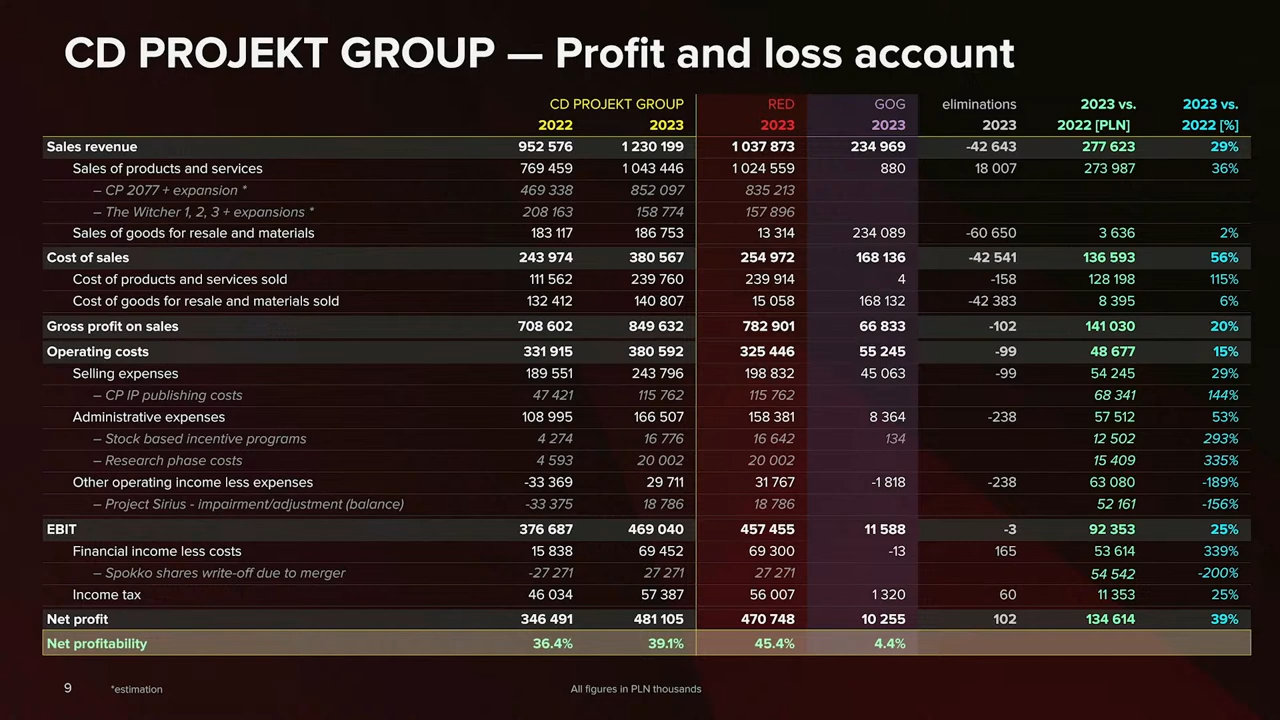 CD PROJEKT GROUP — Profit and loss account
CD PROJEKT GROUP RED GOG eliminations 2023 vs. 2023 vs.
2022 2023 2023 2023 2023 2022 [PLN] 2022 [%]
Sales revenue 952 576 1 230 199 1 037 873 234 969 -42 643 277 623 29%
Sales of products and services 769 459 1 043 446 1 024 559 880 18 007 273 987 36%
– CP 2077 + expansion * 469 338 852 097 835 213
– The Witcher 1, 2, 3 + expansions * 208 163 158 774 157 896
Sales of goods for resale and materials 183 117 186 753 13 314 234 089 -60 650 3 636 2%
Cost of sales 243 974 380 567 254 972 168 136 -42 541 136 593 56%
Cost of products and services sold 111 562 239 760 239 914 4 -158 128 198 115%
Cost of goods for resale and materials sold 132 412 140 807 15 058 168 132 -42 383 8 395 6%
Gross profit on sales 708 602 849 632 782 901 66 833 -102 141 030 20%
Operating costs 331 915 380 592 325 446 55 245 -99 48 677 15%
Selling expenses 189 551 243 796 198 832 45 063 -99 54 245 29%
– CP IP publishing costs 47 421 115 762 115 762 68 341 144%
Administrative expenses 108 995 166 507 158 381 8 364 -238 57 512 53%
– Stock based incentive programs 4 274 16 776 16 642 134 12 502 293%
– Research phase costs 4 593 20 002 20 002 15 409 335%
Other operating income less expenses -33 369 29 711 31 767 -1 818 -238 63 080 -189%
– Project Sirius - impairment/adjustment (balance) -33 375 18 786 18 786 52 161 -156%
EBIT 376 687 469 040 457 455 11 588 -3 92 353 25%
Financial income less costs 15 838 69 452 69 300 -13 165 53 614 339%
– Spokko shares write-off due to merger -27 271 27 271 27 271 54 542 -200%
Income tax 46 034 57 387 56 007 1 320 60 11 353 25%
Net profit 346 491 481 105 470 748 10 255 102 134 614 39%
Net profitability 36.4% 39.1% 45.4% 4.4%
9 *estimation All figures in PLN thousands